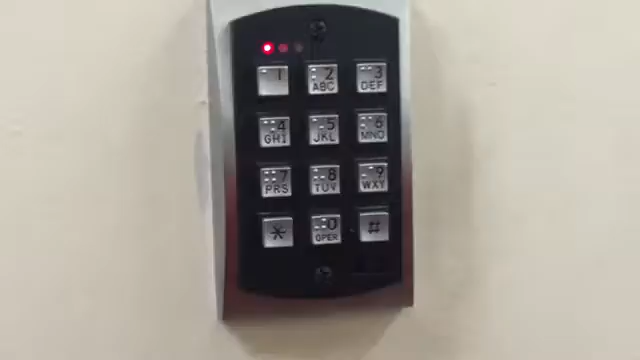 1 2 ABC 3 DEF
4 GHI 5 JKL 6 MNO
7 PRS 8 TUV 9 WXY
* 0 OPER #